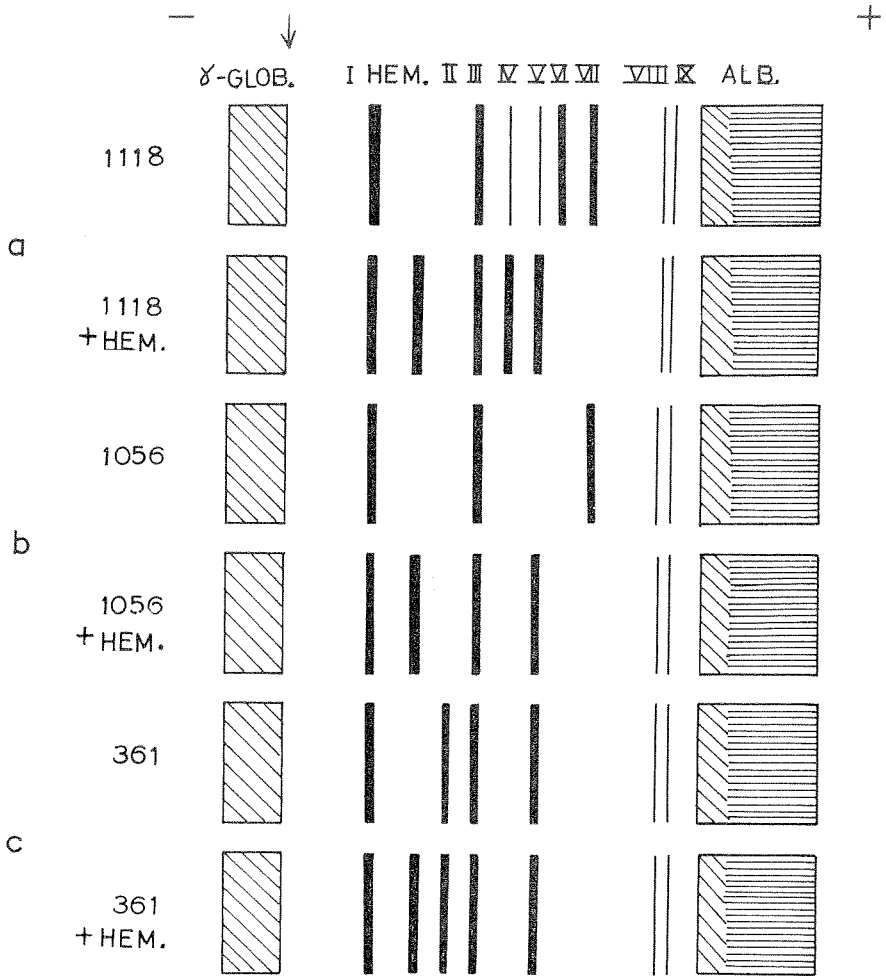 − +
↓
γ-GLOB. I HEM. II III IV V VI VII VIII IX ALB.
1118
a
1118
+HEM.
1056
b
1056
+HEM.
361
c
361
+HEM.